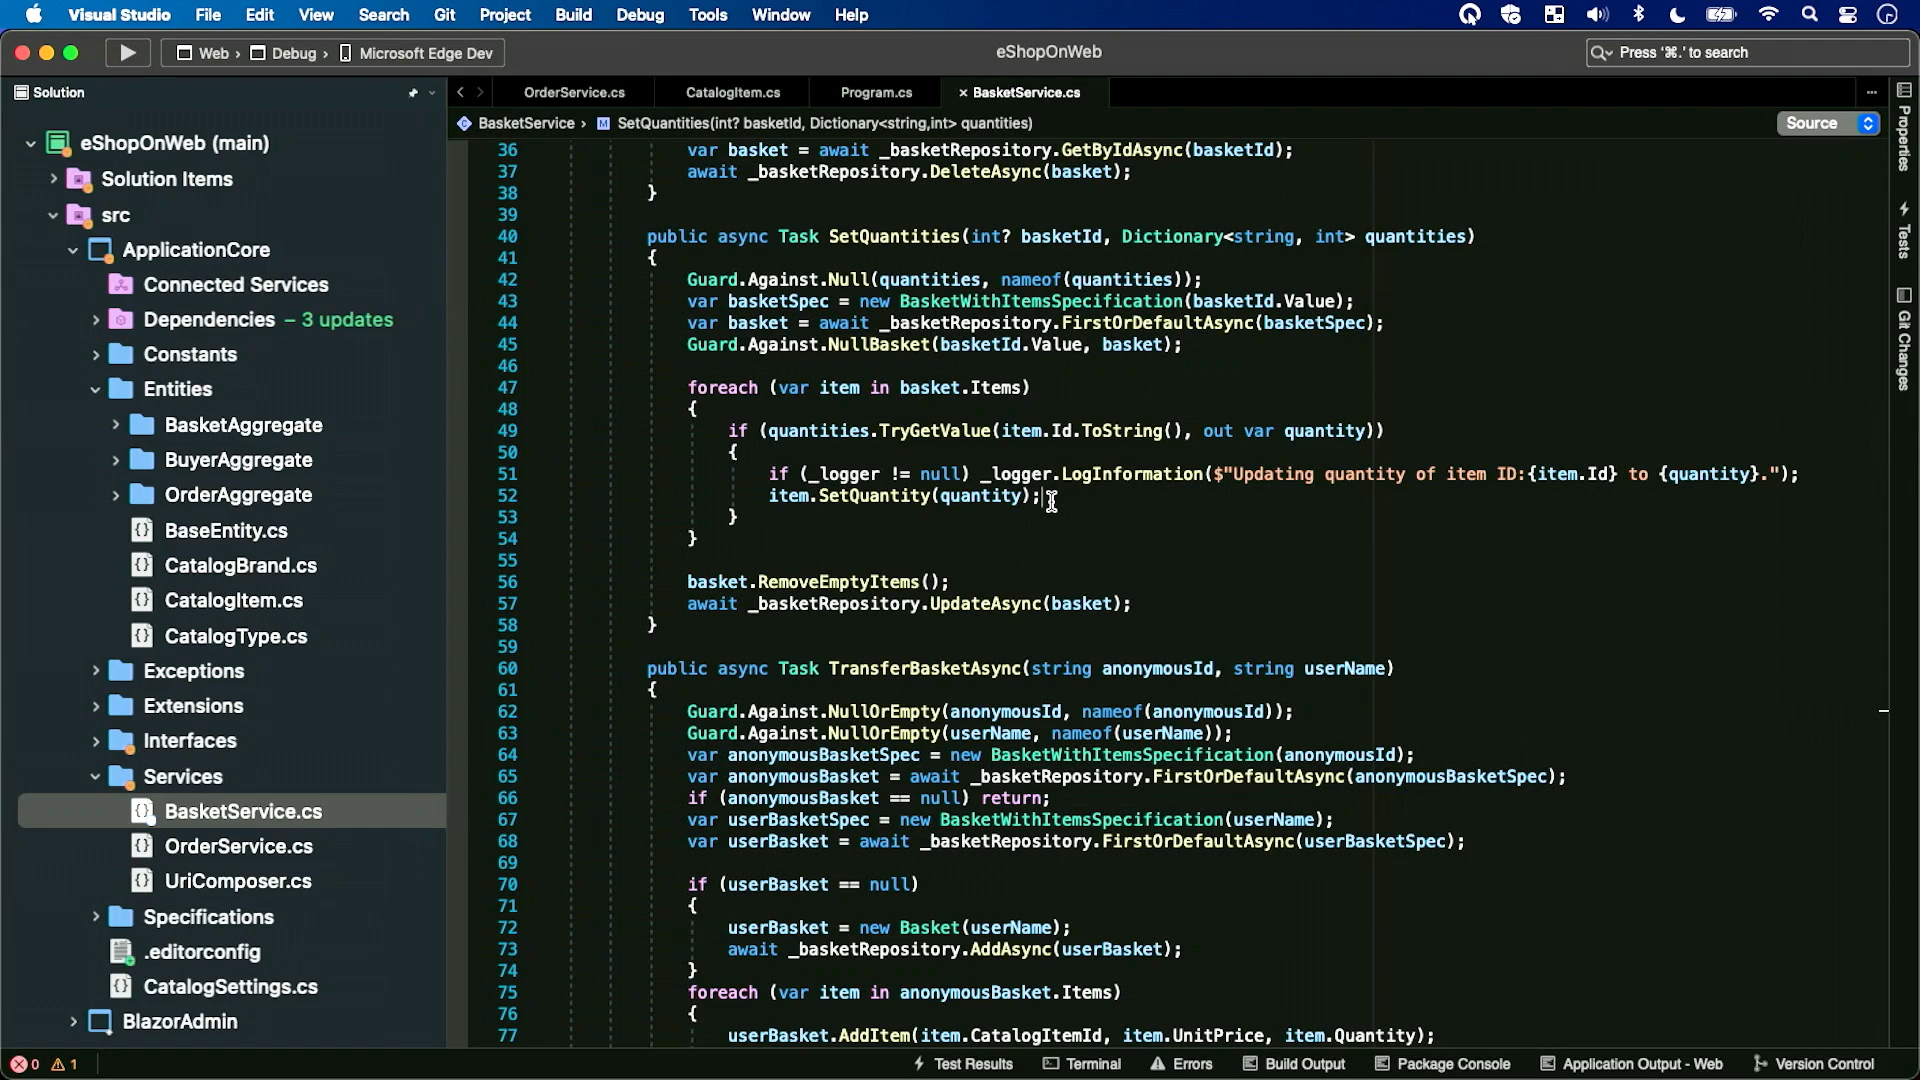 Visual Studio File Edit View Search Git Project Build Debug Tools Window Help
Web › Debug › Microsoft Edge Dev
eShopOnWeb
Press ‘⌘.’ to search
Solution
OrderService.cs
CatalogItem.cs
Program.cs
× BasketService.cs
BasketService › SetQuantities(int? basketId, Dictionary<string,int> quantities)
Source
eShopOnWeb (main)
Solution Items
src
ApplicationCore
Connected Services
Dependencies – 3 updates
Constants
Entities
BasketAggregate
BuyerAggregate
OrderAggregate
BaseEntity.cs
CatalogBrand.cs
CatalogItem.cs
CatalogType.cs
Exceptions
Extensions
Interfaces
Services
BasketService.cs
OrderService.cs
UriComposer.cs
Specifications
.editorconfig
CatalogSettings.cs
BlazorAdmin
36 var basket = await _basketRepository.GetByIdAsync(basketId);
37 await _basketRepository.DeleteAsync(basket);
38 }
39
40 public async Task SetQuantities(int? basketId, Dictionary<string, int> quantities)
41 {
42 Guard.Against.Null(quantities, nameof(quantities));
43 var basketSpec = new BasketWithItemsSpecification(basketId.Value);
44 var basket = await _basketRepository.FirstOrDefaultAsync(basketSpec);
45 Guard.Against.NullBasket(basketId.Value, basket);
46
47 foreach (var item in basket.Items)
48 {
49 if (quantities.TryGetValue(item.Id.ToString(), out var quantity))
50 {
51 if (_logger != null) _logger.LogInformation($"Updating quantity of item ID:{item.Id} to {quantity}.");
52 item.SetQuantity(quantity);
53 }
54 }
55
56 basket.RemoveEmptyItems();
57 await _basketRepository.UpdateAsync(basket);
58 }
59
60 public async Task TransferBasketAsync(string anonymousId, string userName)
61 {
62 Guard.Against.NullOrEmpty(anonymousId, nameof(anonymousId));
63 Guard.Against.NullOrEmpty(userName, nameof(userName));
64 var anonymousBasketSpec = new BasketWithItemsSpecification(anonymousId);
65 var anonymousBasket = await _basketRepository.FirstOrDefaultAsync(anonymousBasketSpec);
66 if (anonymousBasket == null) return;
67 var userBasketSpec = new BasketWithItemsSpecification(userName);
68 var userBasket = await _basketRepository.FirstOrDefaultAsync(userBasketSpec);
69
70 if (userBasket == null)
71 {
72 userBasket = new Basket(userName);
73 await _basketRepository.AddAsync(userBasket);
74 }
75 foreach (var item in anonymousBasket.Items)
76 {
77 userBasket.AddItem(item.CatalogItemId, item.UnitPrice, item.Quantity);
Properties
Tests
Git Changes
0 1
Test Results
Terminal
Errors
Build Output
Package Console
Application Output - Web
Version Control